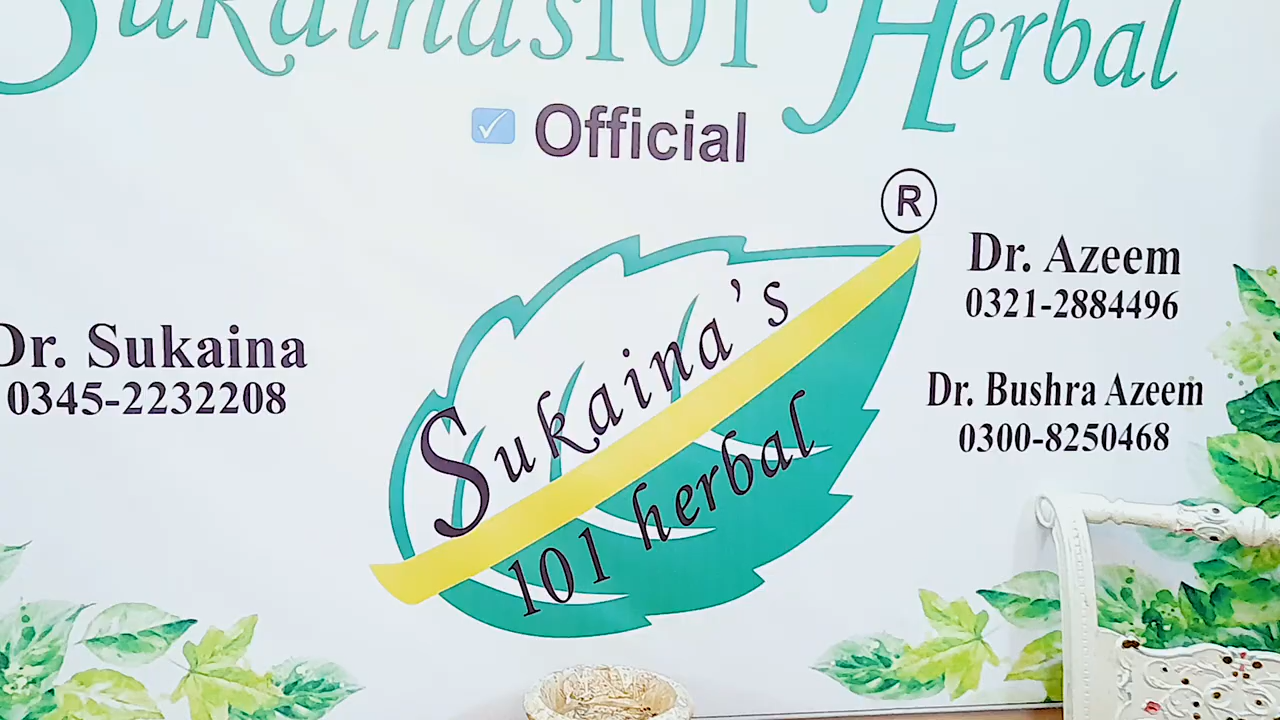 Sukainas101 Herbal
Official
®
Dr. Azeem
0321-2884496
Dr. Sukaina
0345-2232208
Dr. Bushra Azeem
0300-8250468
Sukaina's
101 herbal